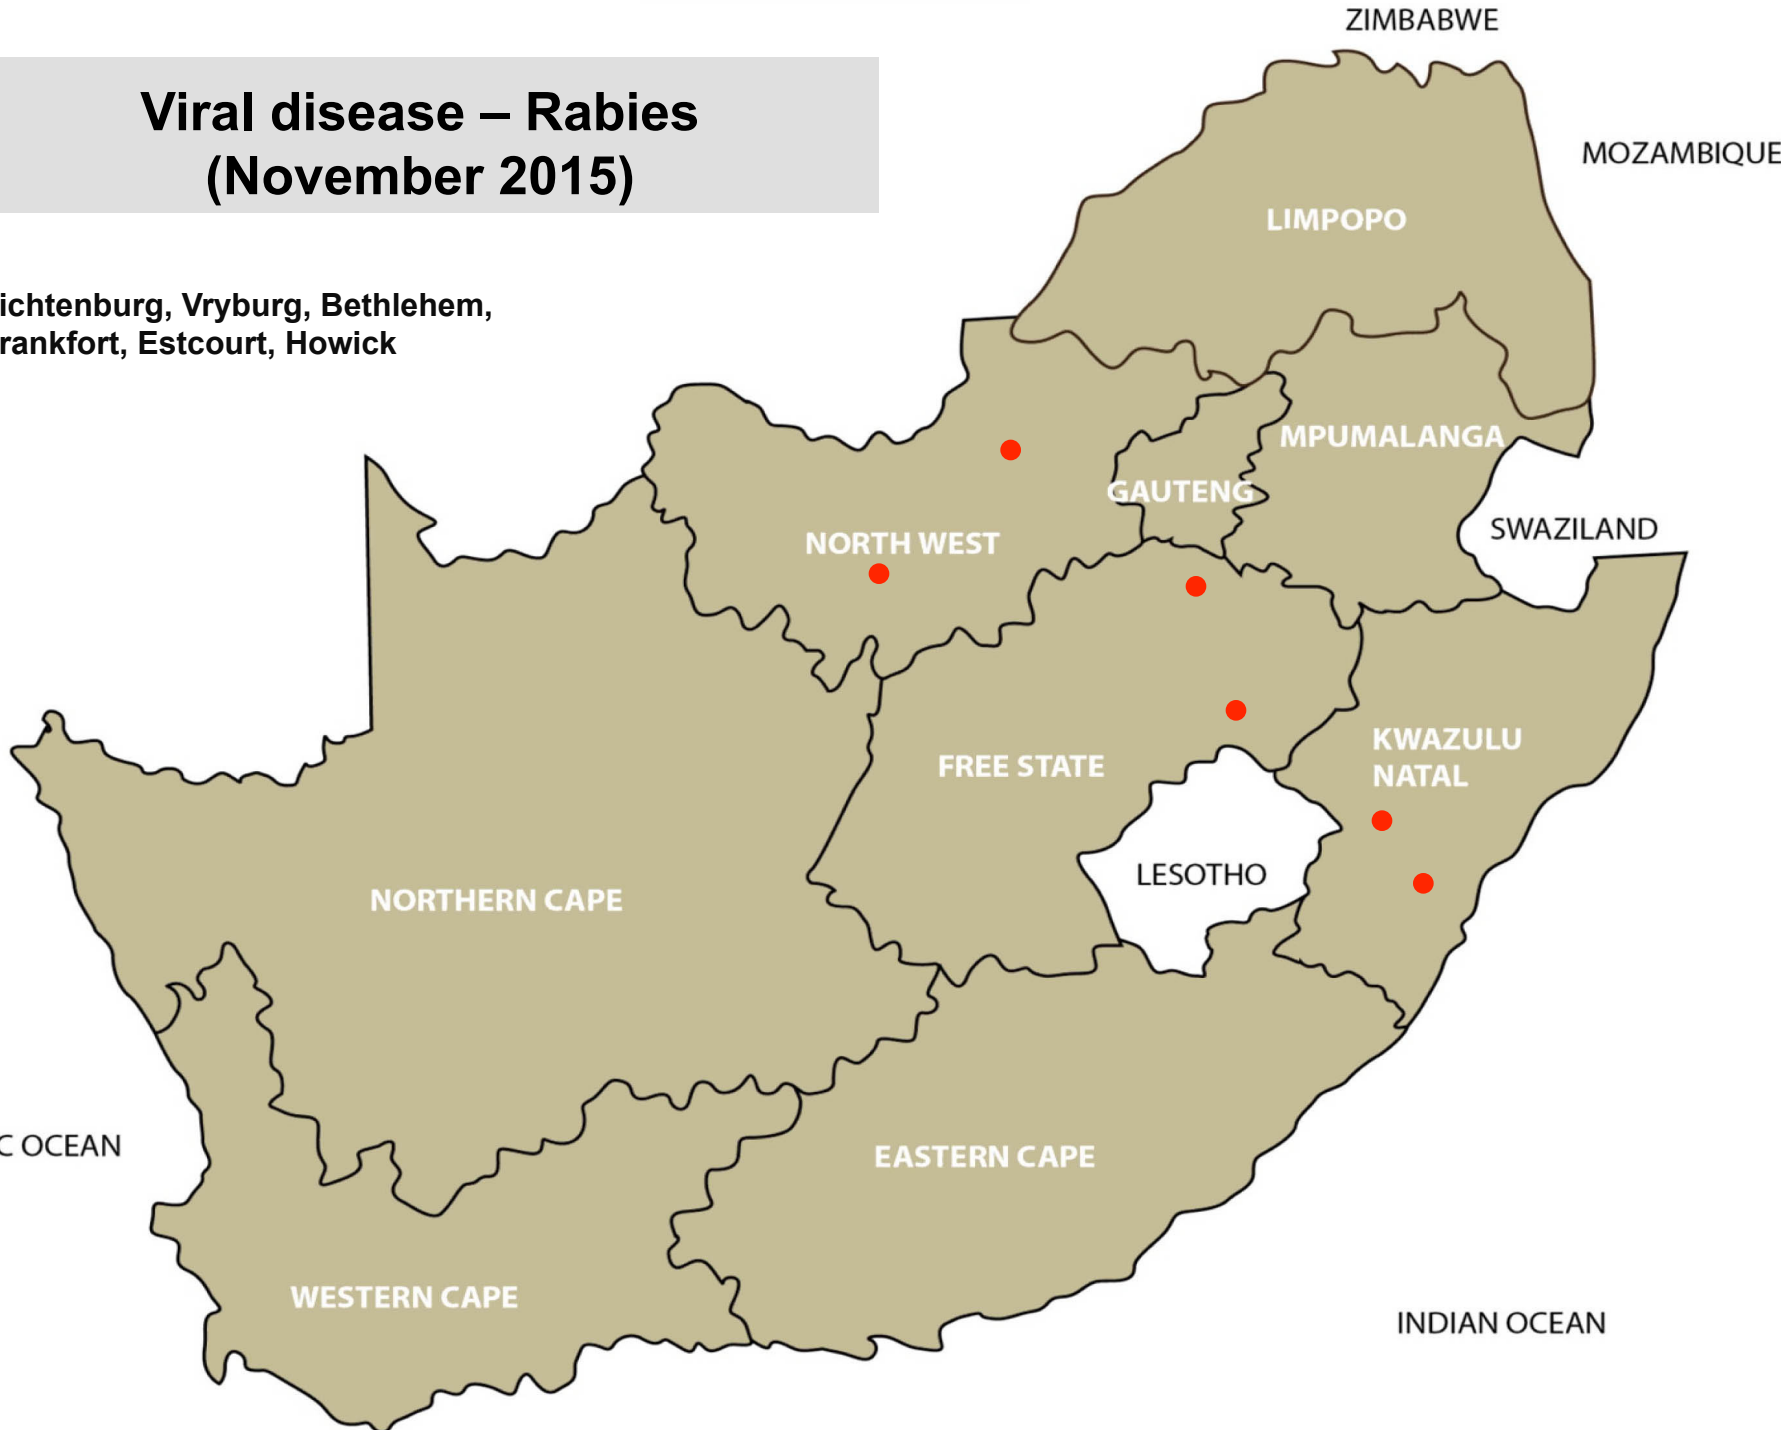 ZIMBABWE
Viral disease – Rabies
(November 2015)
MOZAMBIQUE
LIMPOPO
ichtenburg, Vryburg, Bethlehem,
rankfort, Estcourt, Howick
MPUMALANGA
GAUTENG
SWAZILAND
NORTH WEST
KWAZULU
NATAL
FREE STATE
LESOTHO
NORTHERN CAPE
C OCEAN
EASTERN CAPE
WESTERN CAPE
INDIAN OCEAN